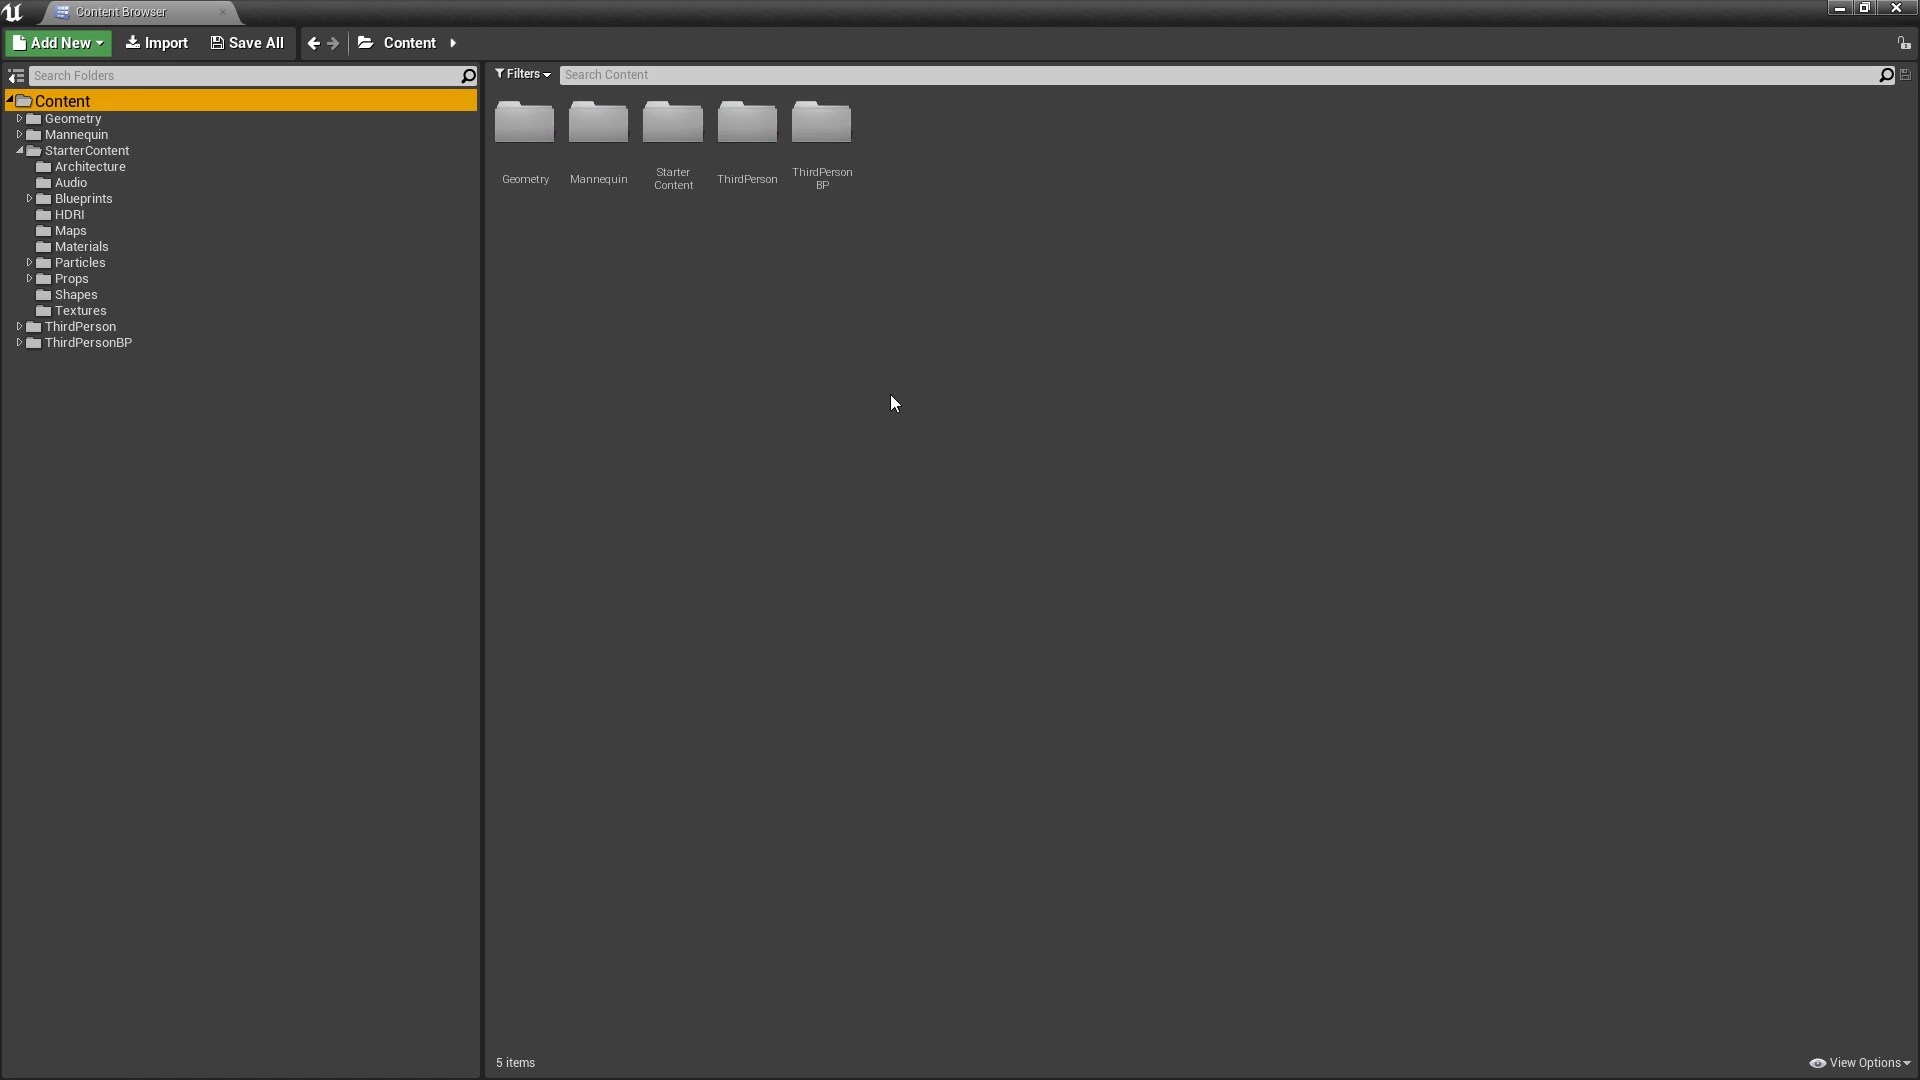 Content Browser
Add New
Import
Save All
Content
Search Folders
Filters
Search Content
Content
Geometry
Mannequin
StarterContent
Architecture
Audio
Blueprints
HDRI
Maps
Materials
Particles
Props
Shapes
Textures
ThirdPerson
ThirdPersonBP
Geometry
Mannequin
Starter
Content
ThirdPerson
ThirdPerson
BP
5 items
View Options